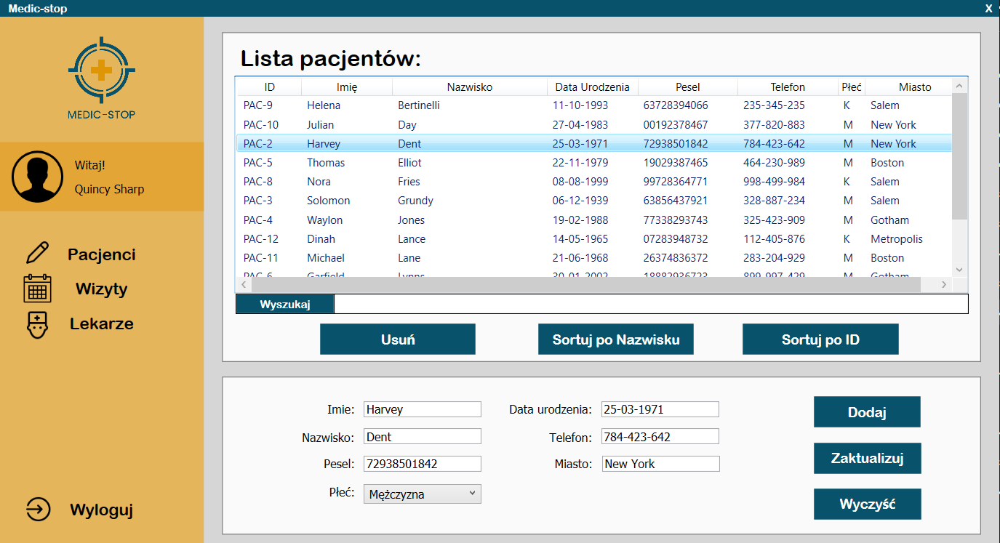 Medic-stop X
MEDIC-STOP
Witaj!
Quincy Sharp
Pacjenci
Wizyty
Lekarze
Wyloguj
Lista pacjentów:
ID Imię Nazwisko Data Urodzenia Pesel Telefon Płeć Miasto
PAC-9 Helena Bertinelli 11-10-1993 63728394066 235-345-235 K Salem
PAC-10 Julian Day 27-04-1983 00192378467 377-820-883 M New York
PAC-2 Harvey Dent 25-03-1971 72938501842 784-423-642 M New York
PAC-5 Thomas Elliot 22-11-1979 19029387465 464-230-989 M Boston
PAC-8 Nora Fries 08-08-1999 99728364771 998-499-984 K Salem
PAC-3 Solomon Grundy 06-12-1939 63856437921 328-887-234 M Salem
PAC-4 Waylon Jones 19-02-1988 77338293743 325-423-909 M Gotham
PAC-12 Dinah Lance 14-05-1965 07283948732 112-405-876 K Metropolis
PAC-11 Michael Lane 21-06-1968 26374836372 283-204-929 M Boston
PAC-6 Garfield Lynns 30-01-2002 18882936723 899-997-429 M Gotham
Wyszukaj
Usuń Sortuj po Nazwisku Sortuj po ID
Imie: Harvey Data urodzenia: 25-03-1971 Dodaj
Nazwisko: Dent Telefon: 784-423-642
Zaktualizuj
Pesel: 72938501842 Miasto: New York
Płeć: Mężczyzna
Wyczyść